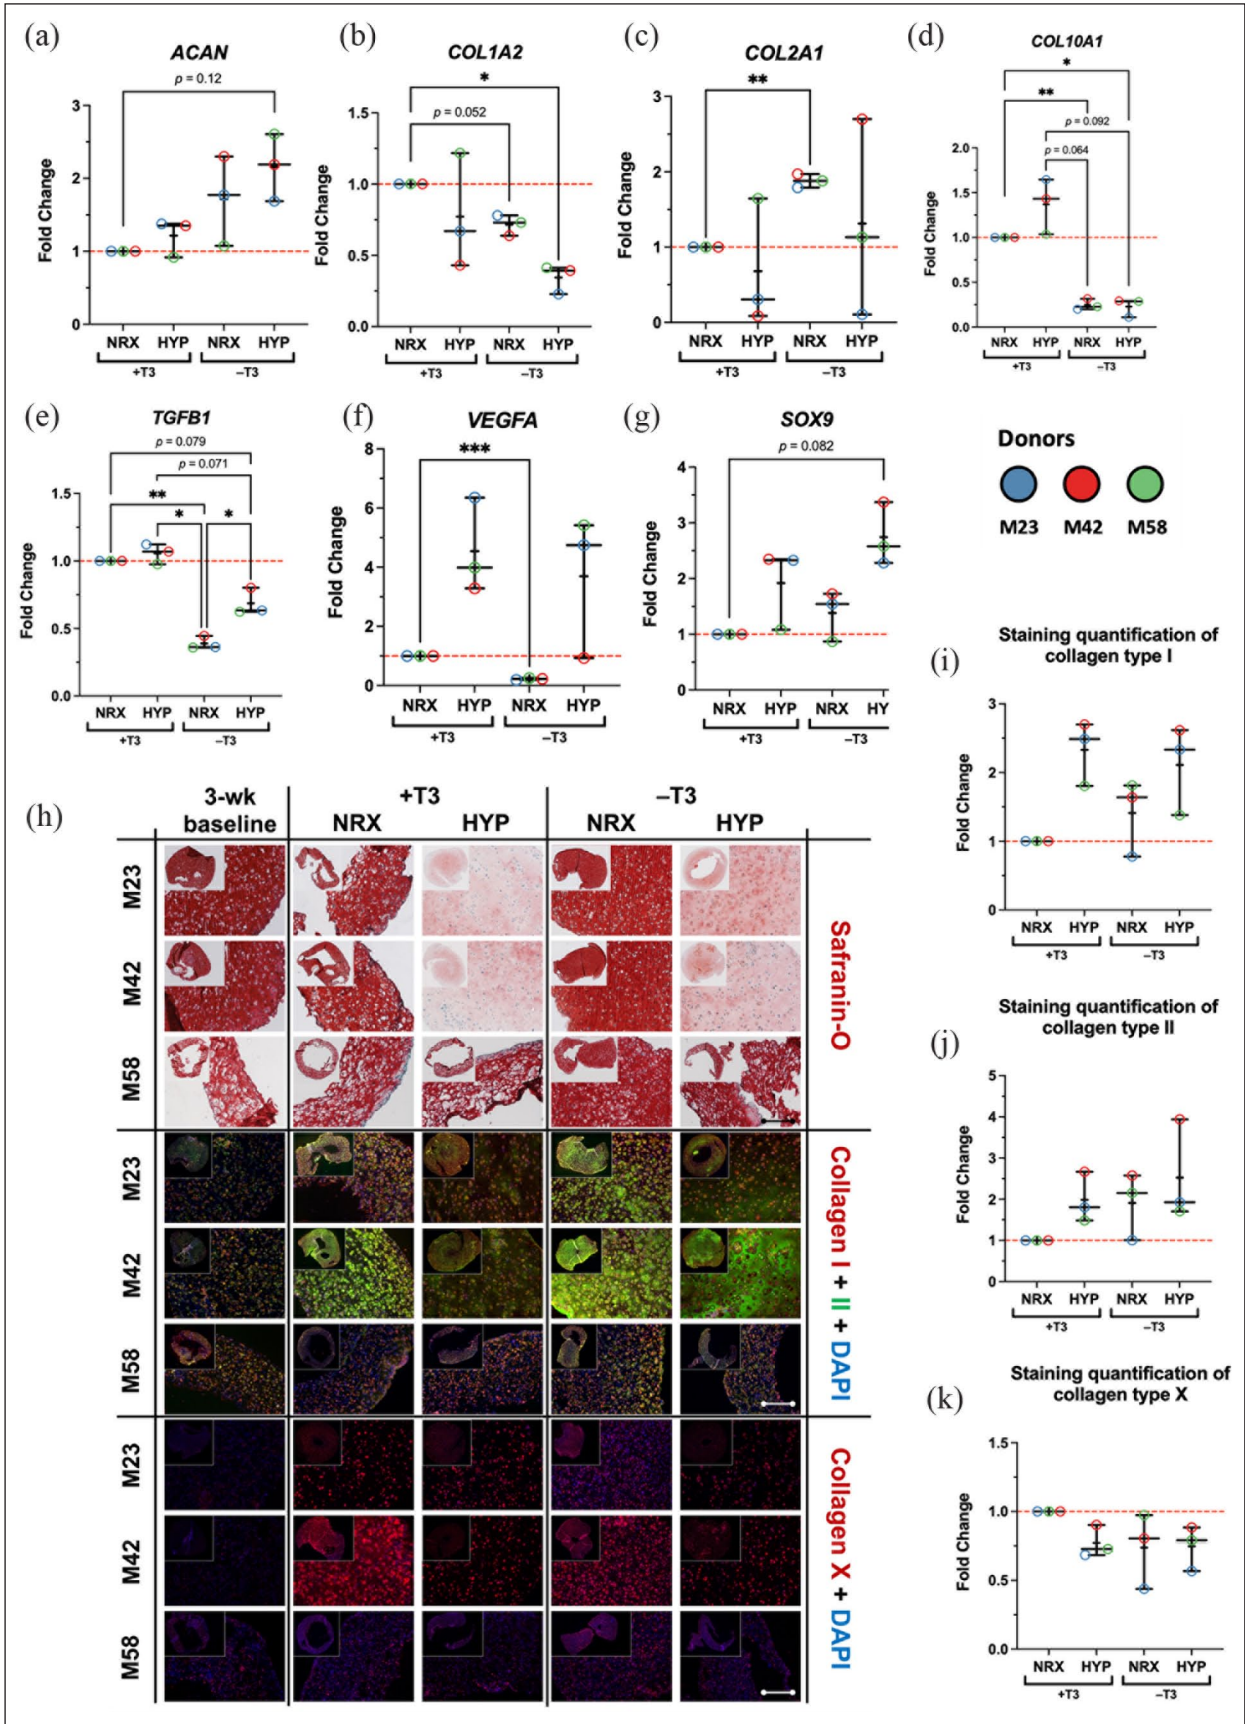 (a)
ACAN
p = 0.12
Fold Change
3
2
1
0
NRX HYP NRX HYP
+T3 –T3
(b)
COL1A2
*
p = 0.052
Fold Change
1.5
1.0
0.5
0.0
NRX HYP NRX HYP
+T3 –T3
(c)
COL2A1
**
Fold Change
3
2
1
0
NRX HYP NRX HYP
+T3 –T3
(d)
COL10A1
*
**
p = 0.092
p = 0.064
Fold Change
2.0
1.5
1.0
0.5
0.0
NRX HYP NRX HYP
+T3 –T3
(e)
TGFB1
p = 0.079
p = 0.071
**
* *
Fold Change
1.5
1.0
0.5
0.0
NRX HYP NRX HYP
+T3 –T3
(f)
VEGFA
***
Fold Change
8
6
4
2
0
NRX HYP NRX HYP
+T3 –T3
(g)
SOX9
p = 0.082
Fold Change
4
3
2
1
0
NRX HYP NRX HY
+T3 –T3
Donors
M23 M42 M58
(h)
3-wk
baseline
+T3 –T3
NRX HYP NRX HYP
M23
M42
M58
Safranin-O
M23
M42
M58
Collagen I + II + DAPI
M23
M42
M58
Collagen X + DAPI
(i)
Staining quantification of
collagen type I
Fold Change
3
2
1
0
NRX HYP NRX HYP
+T3 –T3
(j)
Staining quantification of
collagen type II
Fold Change
5
4
3
2
1
0
NRX HYP NRX HYP
+T3 –T3
(k)
Staining quantification of
collagen type X
Fold Change
1.5
1.0
0.5
0.0
NRX HYP NRX HYP
+T3 –T3